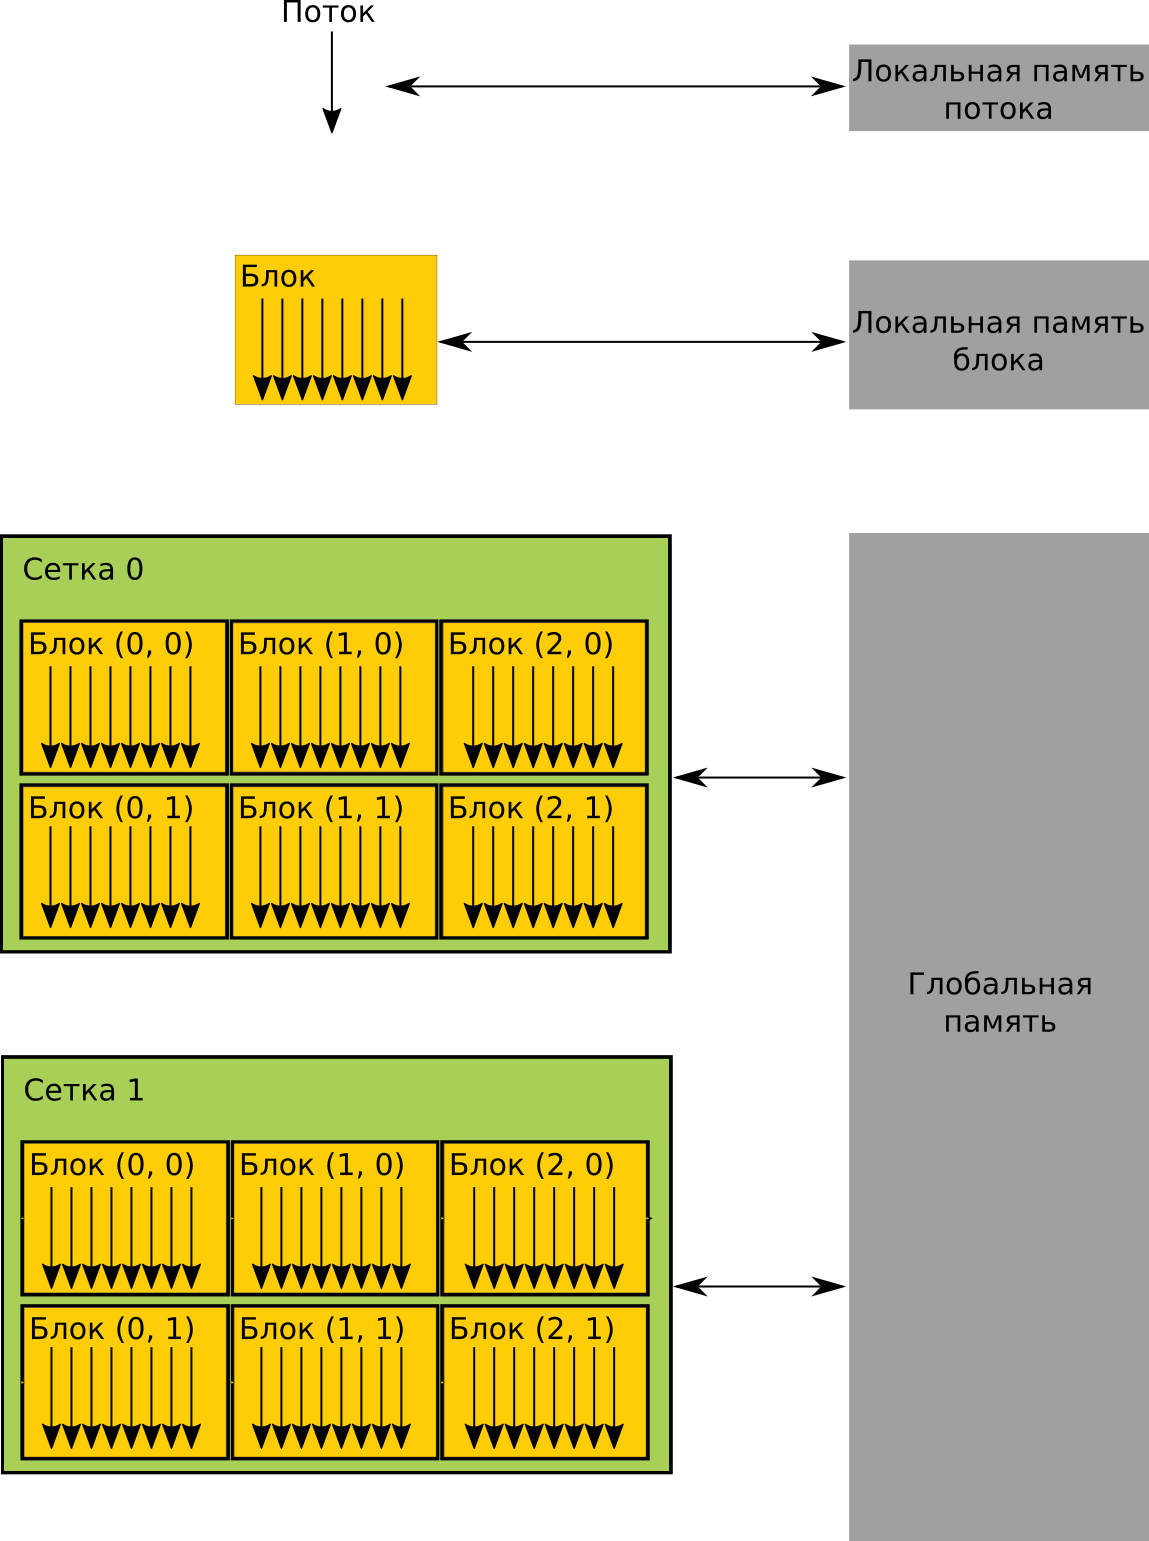 Поток
Локальная память
потока
Блок
Локальная память
блока
Сетка 0
Блок (0, 0)
Блок (1, 0)
Блок (2, 0)
Блок (0, 1)
Блок (1, 1)
Блок (2, 1)
Глобальная
память
Сетка 1
Блок (0, 0)
Блок (1, 0)
Блок (2, 0)
Блок (0, 1)
Блок (1, 1)
Блок (2, 1)